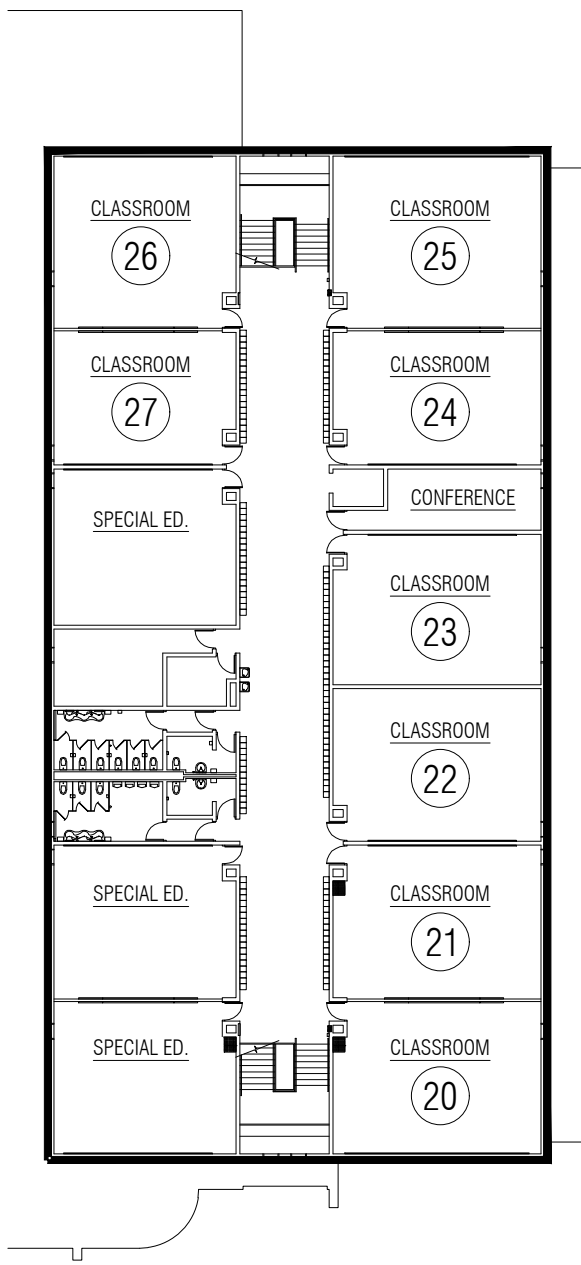 CLASSROOM
26
CLASSROOM
25
CLASSROOM
27
CLASSROOM
24
SPECIAL ED.
CONFERENCE
CLASSROOM
23
CLASSROOM
22
SPECIAL ED.
CLASSROOM
21
SPECIAL ED.
CLASSROOM
20